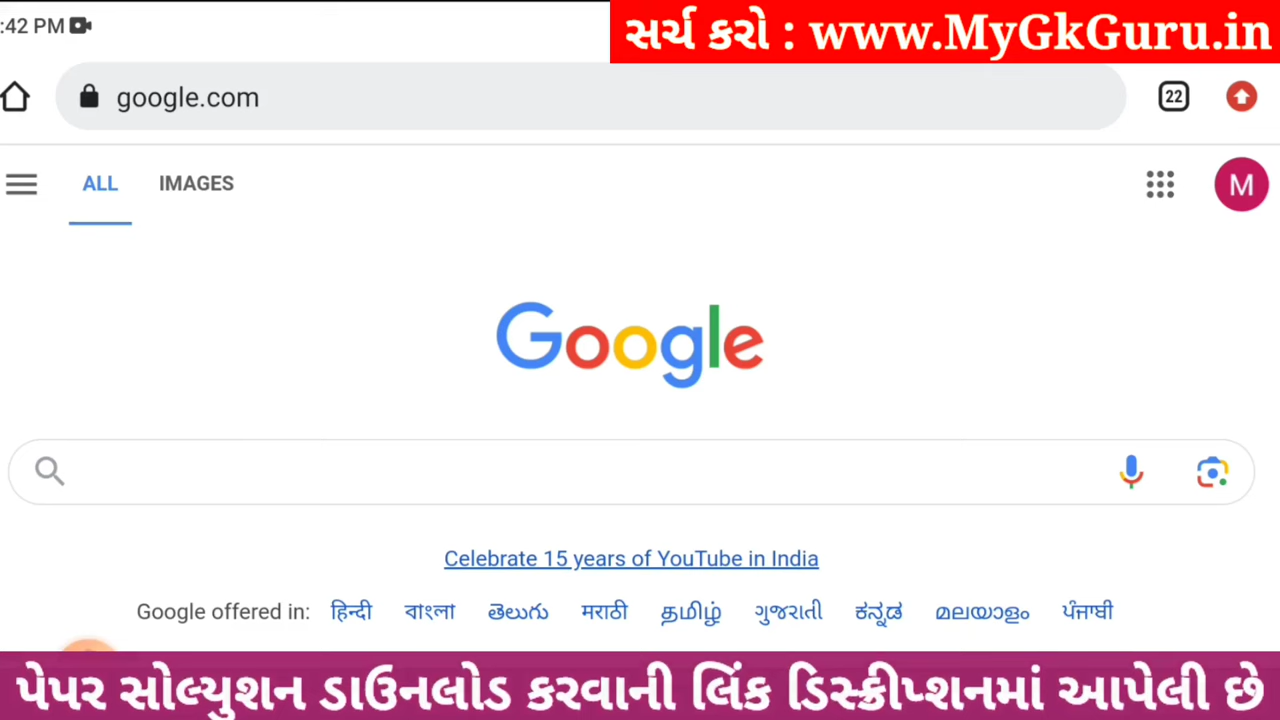 :42 PM
સર્ચ કરો : www.MyGkGuru.in
google.com
22
ALL IMAGES
M
Google
Celebrate 15 years of YouTube in India
Google offered in: हिन्दी বাংলা తెలుగు मराठी தமிழ் ગુજરાતી ಕನ್ನಡ മലയാളം ਪੰਜਾਬੀ
પેપર સોલ્યુશન ડાઉનલોડ કરવાની લિંક ડિસ્ક્રીપ્શનમાં આપેલી છે